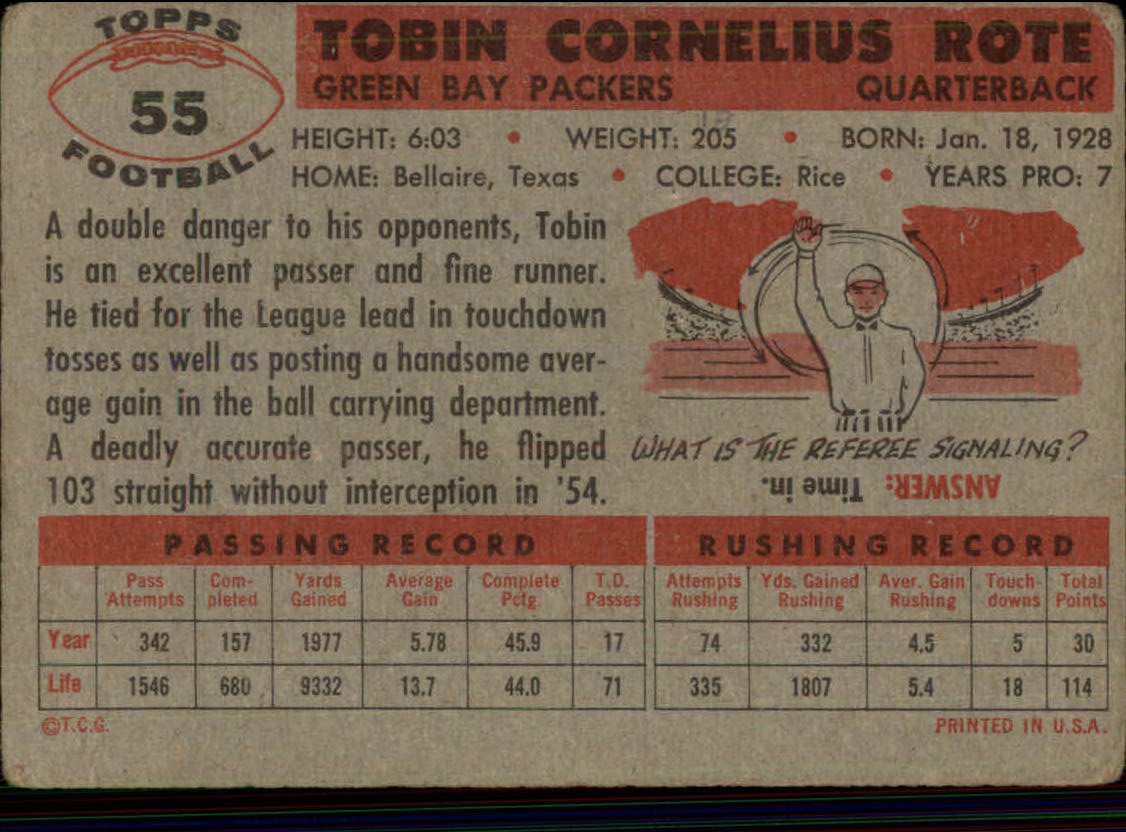 TOPPS
55
FOOTBALL
TOBIN CORNELIUS ROTE
GREEN BAY PACKERS QUARTERBACK
HEIGHT: 6:03 • WEIGHT: 205 • BORN: Jan. 18, 1928
HOME: Bellaire, Texas • COLLEGE: Rice • YEARS PRO: 7
A double danger to his opponents, Tobin
is an excellent passer and fine runner.
He tied for the League lead in touchdown
tosses as well as posting a handsome aver-
age gain in the ball carrying department.
A deadly accurate passer, he flipped
103 straight without interception in '54.
WHAT IS THE REFEREE SIGNALING?
ANSWER: Time in.
PASSING RECORD
Pass Attempts Com-pleted Yards Gained Average Gain Complete Pctg. T.D. Passes
Year 342 157 1977 5.78 45.9 17
Life 1546 680 9332 13.7 44.0 71
RUSHING RECORD
Attempts Rushing Yds. Gained Rushing Aver. Gain Rushing Touch-downs Total Points
74 332 4.5 5 30
335 1807 5.4 18 114
©T.C.G. PRINTED IN U.S.A.